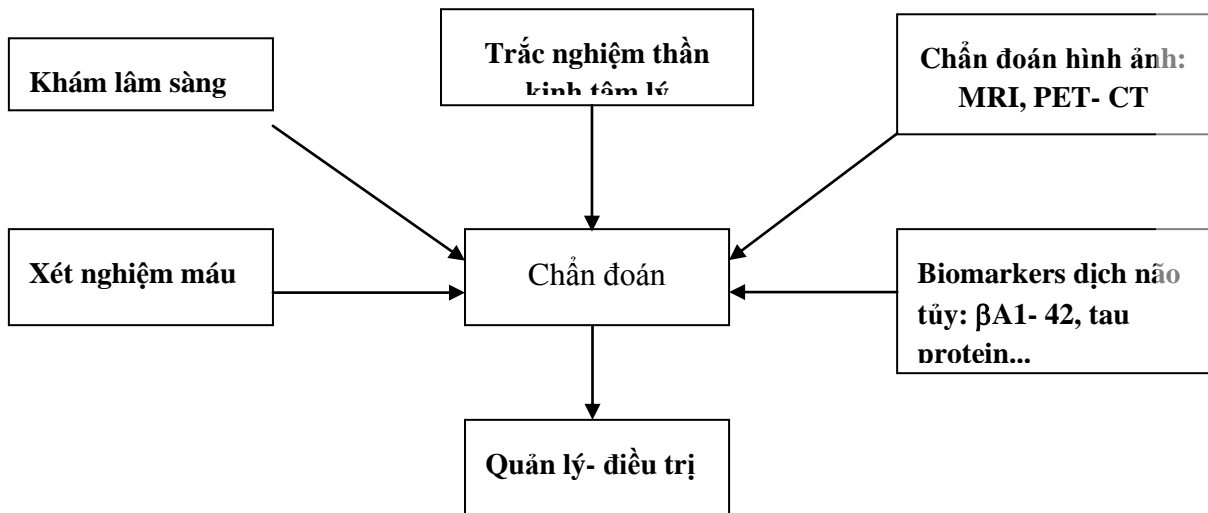 Khám lâm sàng
Trắc nghiệm thần
kinh tâm lý
Chẩn đoán hình ảnh:
MRI, PET- CT
Xét nghiệm máu
Chẩn đoán
Biomarkers dịch não
tủy: βA1- 42, tau
protein...
Quản lý- điều trị